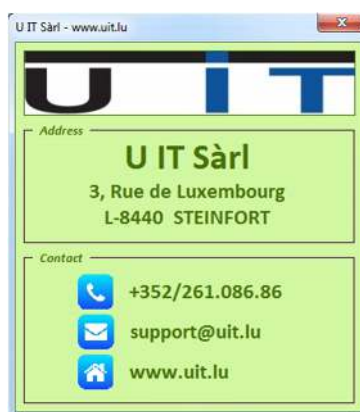 U IT Sàrl - www.uit.lu
x
U IT
Address
U IT Sàrl
3, Rue de Luxembourg
L-8440 STEINFORT
Contact
+352/261.086.86
support@uit.lu
www.uit.lu